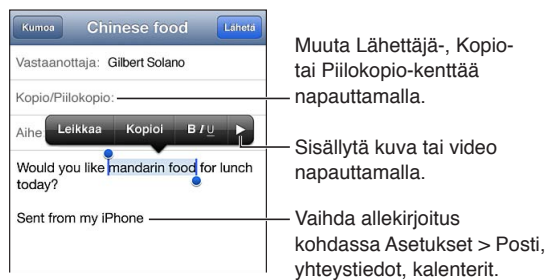 Kumoa Chinese food Lähetä
Vastaanottaja: Gilbert Solano
Kopio/Piilokopio:
Aihe Leikkaa Kopioi B I U
Would you like mandarin food for lunch
today?
Sent from my iPhone
Muuta Lähettäjä-, Kopio-
tai Piilokopio-kenttää
napauttamalla.
Sisällytä kuva tai video
napauttamalla.
Vaihda allekirjoitus
kohdassa Asetukset > Posti,
yhteystiedot, kalenterit.